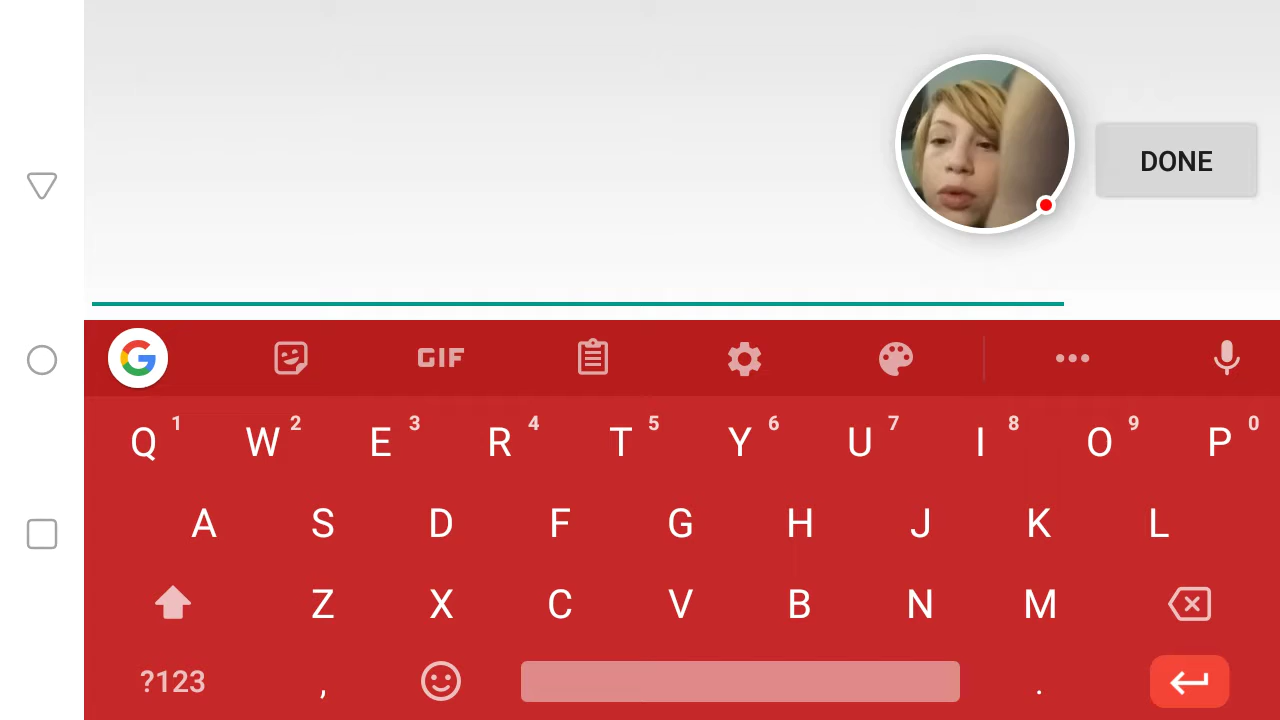 DONE
G GIF
Q 1 W 2 E 3 R 4 T 5 Y 6 U 7 I 8 O 9 P 0
A S D F G H J K L
Z X C V B N M
?123 , .